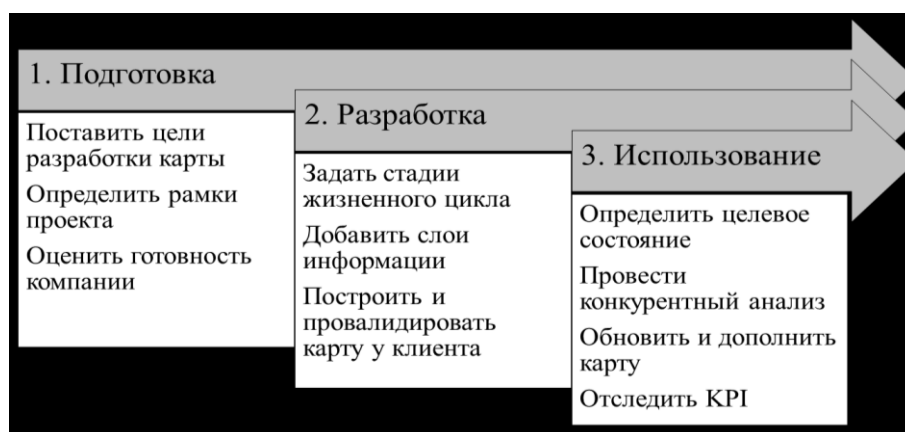 1. Подготовка
Поставить цели
разработки карты
Определить рамки
проекта
Оценить готовность
компании
2. Разработка
Задать стадии
жизненного цикла
Добавить слои
информации
Построить и
провалидировать
карту у клиента
3. Использование
Определить целевое
состояние
Провести
конкурентный анализ
Обновить и дополнить
карту
Отследить KPI